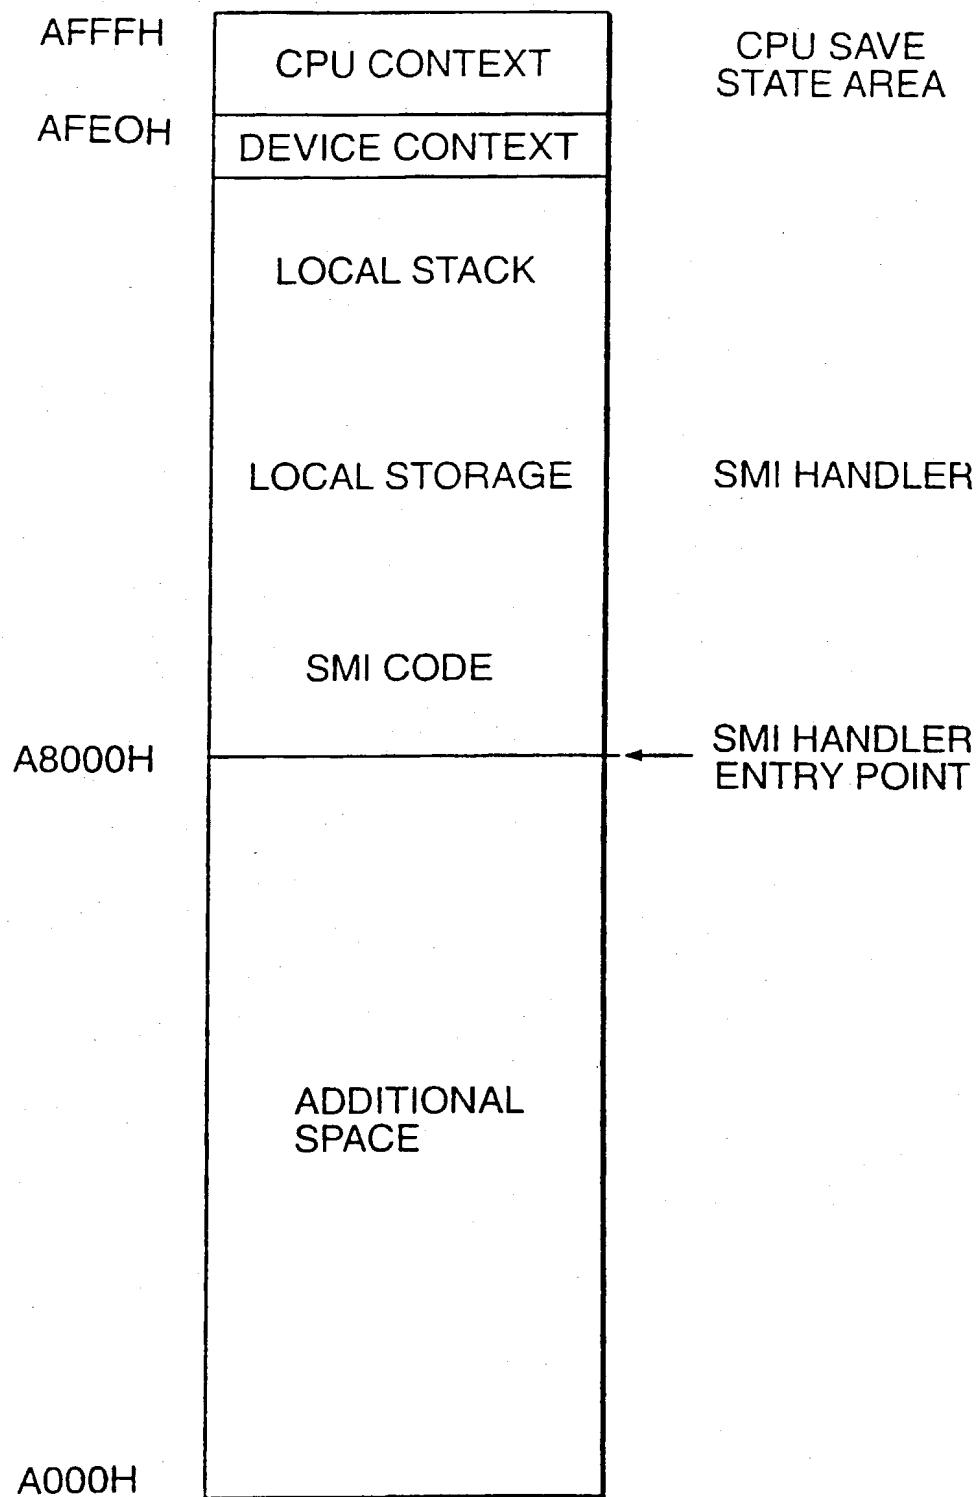 AFFFH
CPU CONTEXT
CPU SAVE
STATE AREA
AFEOH
DEVICE CONTEXT
LOCAL STACK
LOCAL STORAGE
SMI HANDLER
SMI CODE
A8000H
SMI HANDLER
ENTRY POINT
ADDITIONAL
SPACE
A000H